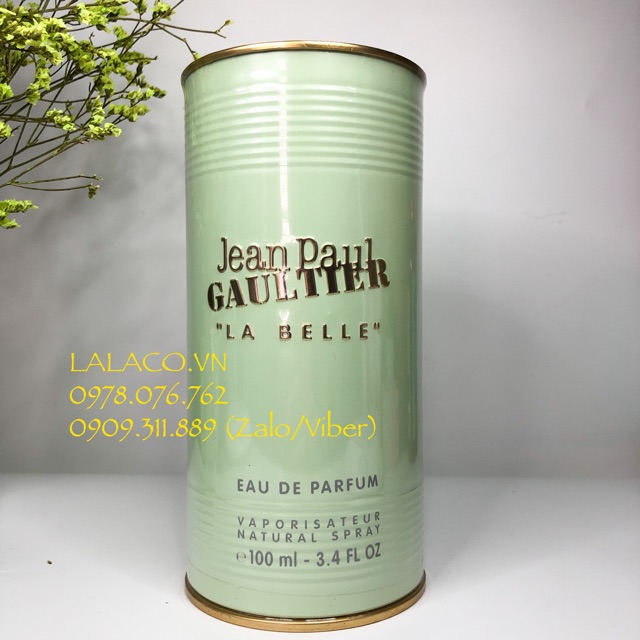 Jean Paul
GAULTIER
"LA BELLE"
LALACO.VN
0978.076.762
0909.311.889 (Zalo/Viber)
EAU DE PARFUM
VAPORISATEUR
NATURAL SPRAY
℮100 ml - 3.4 FL OZ